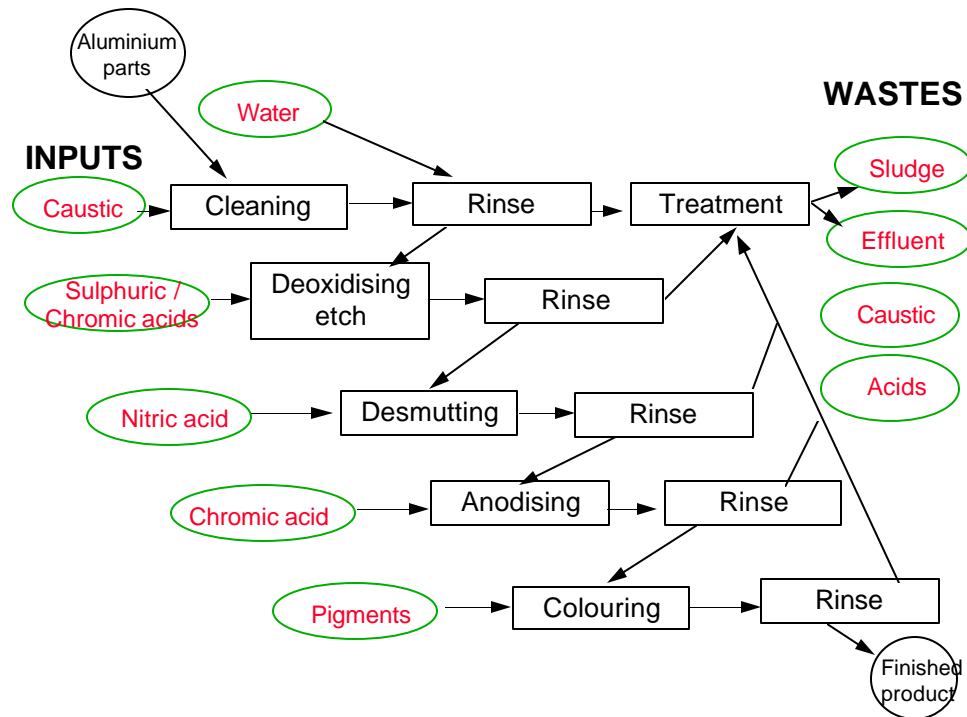 Aluminium
parts
WASTES
Water
INPUTS
Sludge
Caustic
Cleaning
Rinse
Treatment
Effluent
Sulphuric /
Chromic acids
Deoxidising
etch
Rinse
Caustic
Acids
Nitric acid
Desmutting
Rinse
Chromic acid
Anodising
Rinse
Pigments
Colouring
Rinse
Finished
product